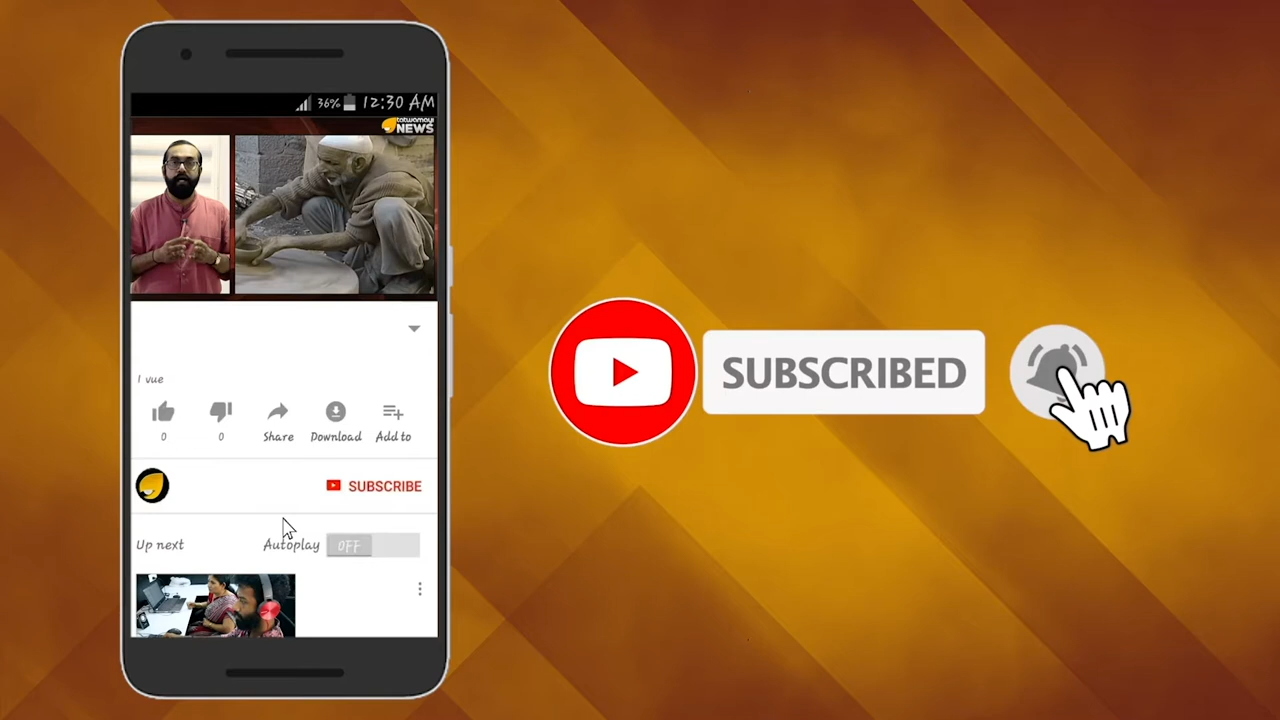 36% 12:30 AM
tatwamayi
NEWS
1 vue
0 0 Share Download Add to
SUBSCRIBE
Up next Autoplay OFF
SUBSCRIBED